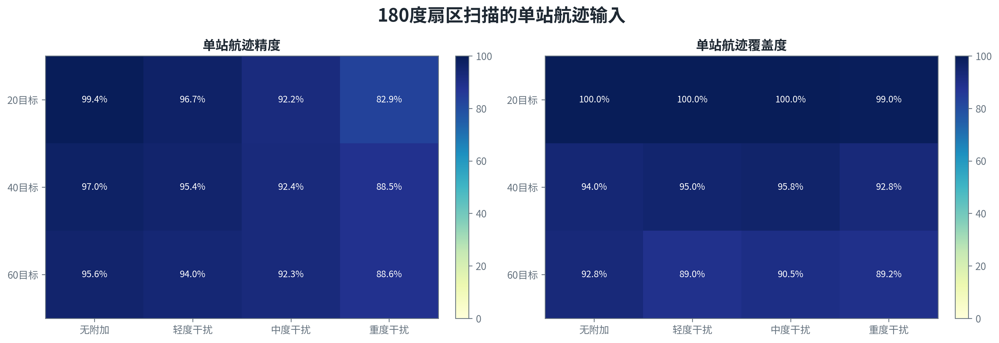 180度扇区扫描的单站航迹输入
单站航迹精度
20目标 99.4% 96.7% 92.2% 82.9%
40目标 97.0% 95.4% 92.4% 88.5%
60目标 95.6% 94.0% 92.3% 88.6%
无附加 轻度干扰 中度干扰 重度干扰
100
80
60
40
20
0
单站航迹覆盖度
20目标 100.0% 100.0% 100.0% 99.0%
40目标 94.0% 95.0% 95.8% 92.8%
60目标 92.8% 89.0% 90.5% 89.2%
无附加 轻度干扰 中度干扰 重度干扰
100
80
60
40
20
0